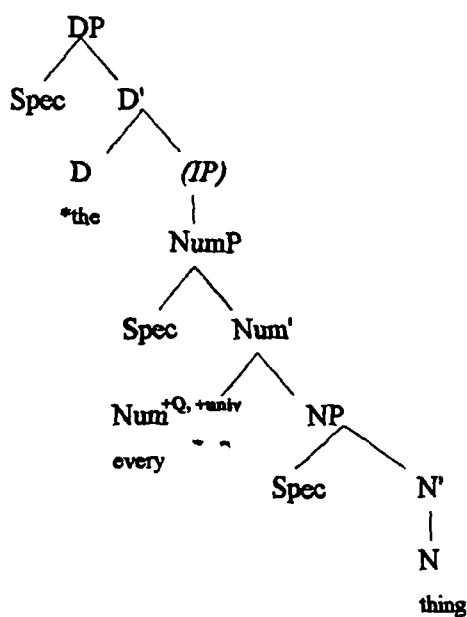 DP
Spec D'
D (IP)
*the
NumP
Spec Num'
Num+Q, +univ NP
every
Spec N'
N
thing